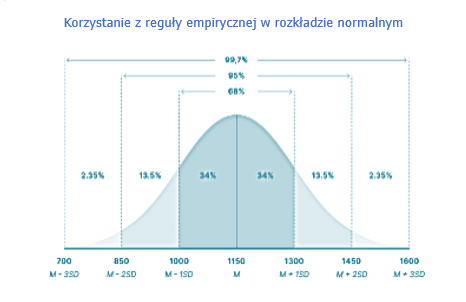 Korzystanie z reguły empirycznej w rozkładzie normalnym
99,7%
95%
68%
2.35% 13.5% 34% 34% 13.5% 2.35%
700 850 1000 1150 1300 1450 1600
M - 3SD M - 2SD M - 1SD M M + 1SD M + 2SD M + 3SD